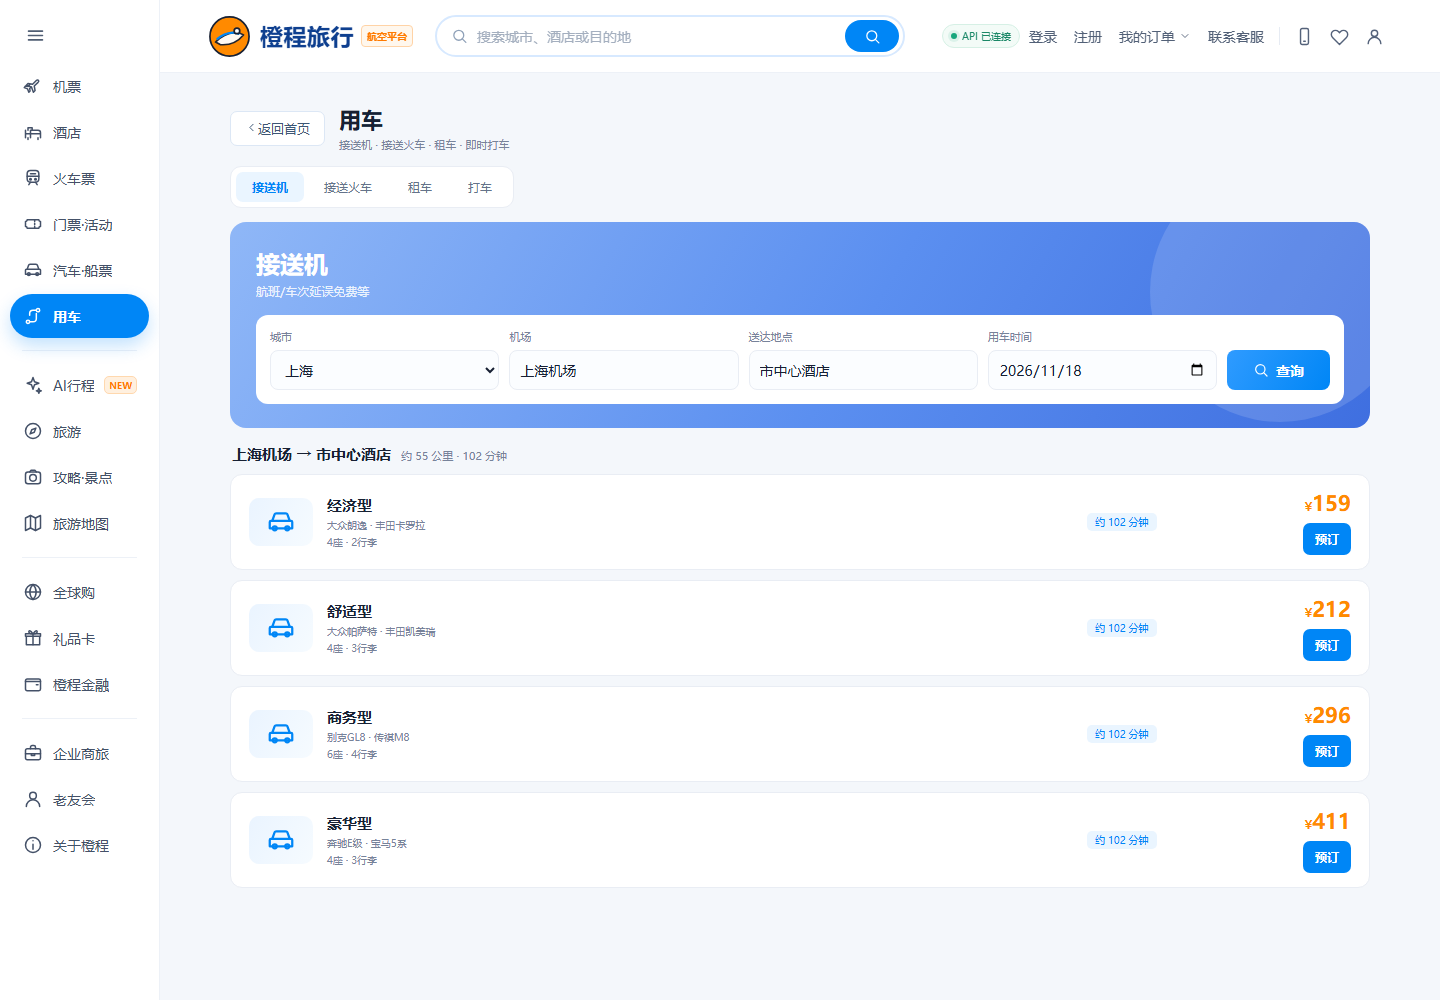 橙程旅行
航空平台
搜索城市、酒店或目的地
API 已连接
登录
注册
我的订单
联系客服
机票
酒店
火车票
门票·活动
汽车·船票
用车
AI行程 NEW
旅游
攻略·景点
旅游地图
全球购
礼品卡
橙程金融
企业商旅
老友会
关于橙程
返回首页
用车
接送机 · 接送火车 · 租车 · 即时打车
接送机
接送火车
租车
打车
接送机
航班/车次延误免费等
城市
机场
送达地点
用车时间
上海
上海机场
市中心酒店
2026/11/18
查询
上海机场 → 市中心酒店 约 55 公里 · 102 分钟
经济型
大众朗逸 · 丰田卡罗拉
4座 · 2行李
约 102 分钟
¥159
预订
舒适型
大众帕萨特 · 丰田凯美瑞
4座 · 3行李
约 102 分钟
¥212
预订
商务型
别克GL8 · 传祺M8
6座 · 4行李
约 102 分钟
¥296
预订
豪华型
奔驰E级 · 宝马5系
4座 · 3行李
约 102 分钟
¥411
预订